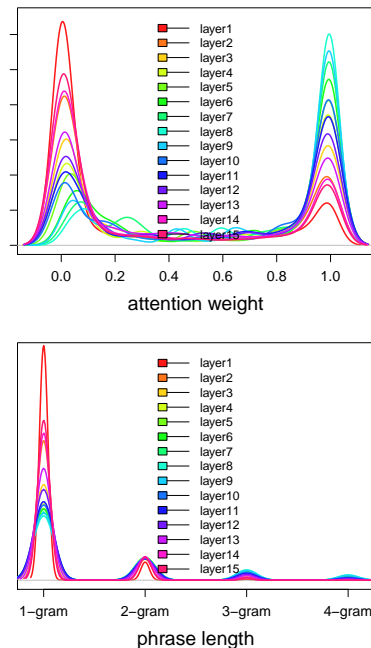 layer1
layer2
layer3
layer4
layer5
layer6
layer7
layer8
layer9
layer10
layer11
layer12
layer13
layer14
layer15
0.0 0.2 0.4 0.6 0.8 1.0
attention weight
layer1
layer2
layer3
layer4
layer5
layer6
layer7
layer8
layer9
layer10
layer11
layer12
layer13
layer14
layer15
1−gram 2−gram 3−gram 4−gram
phrase length